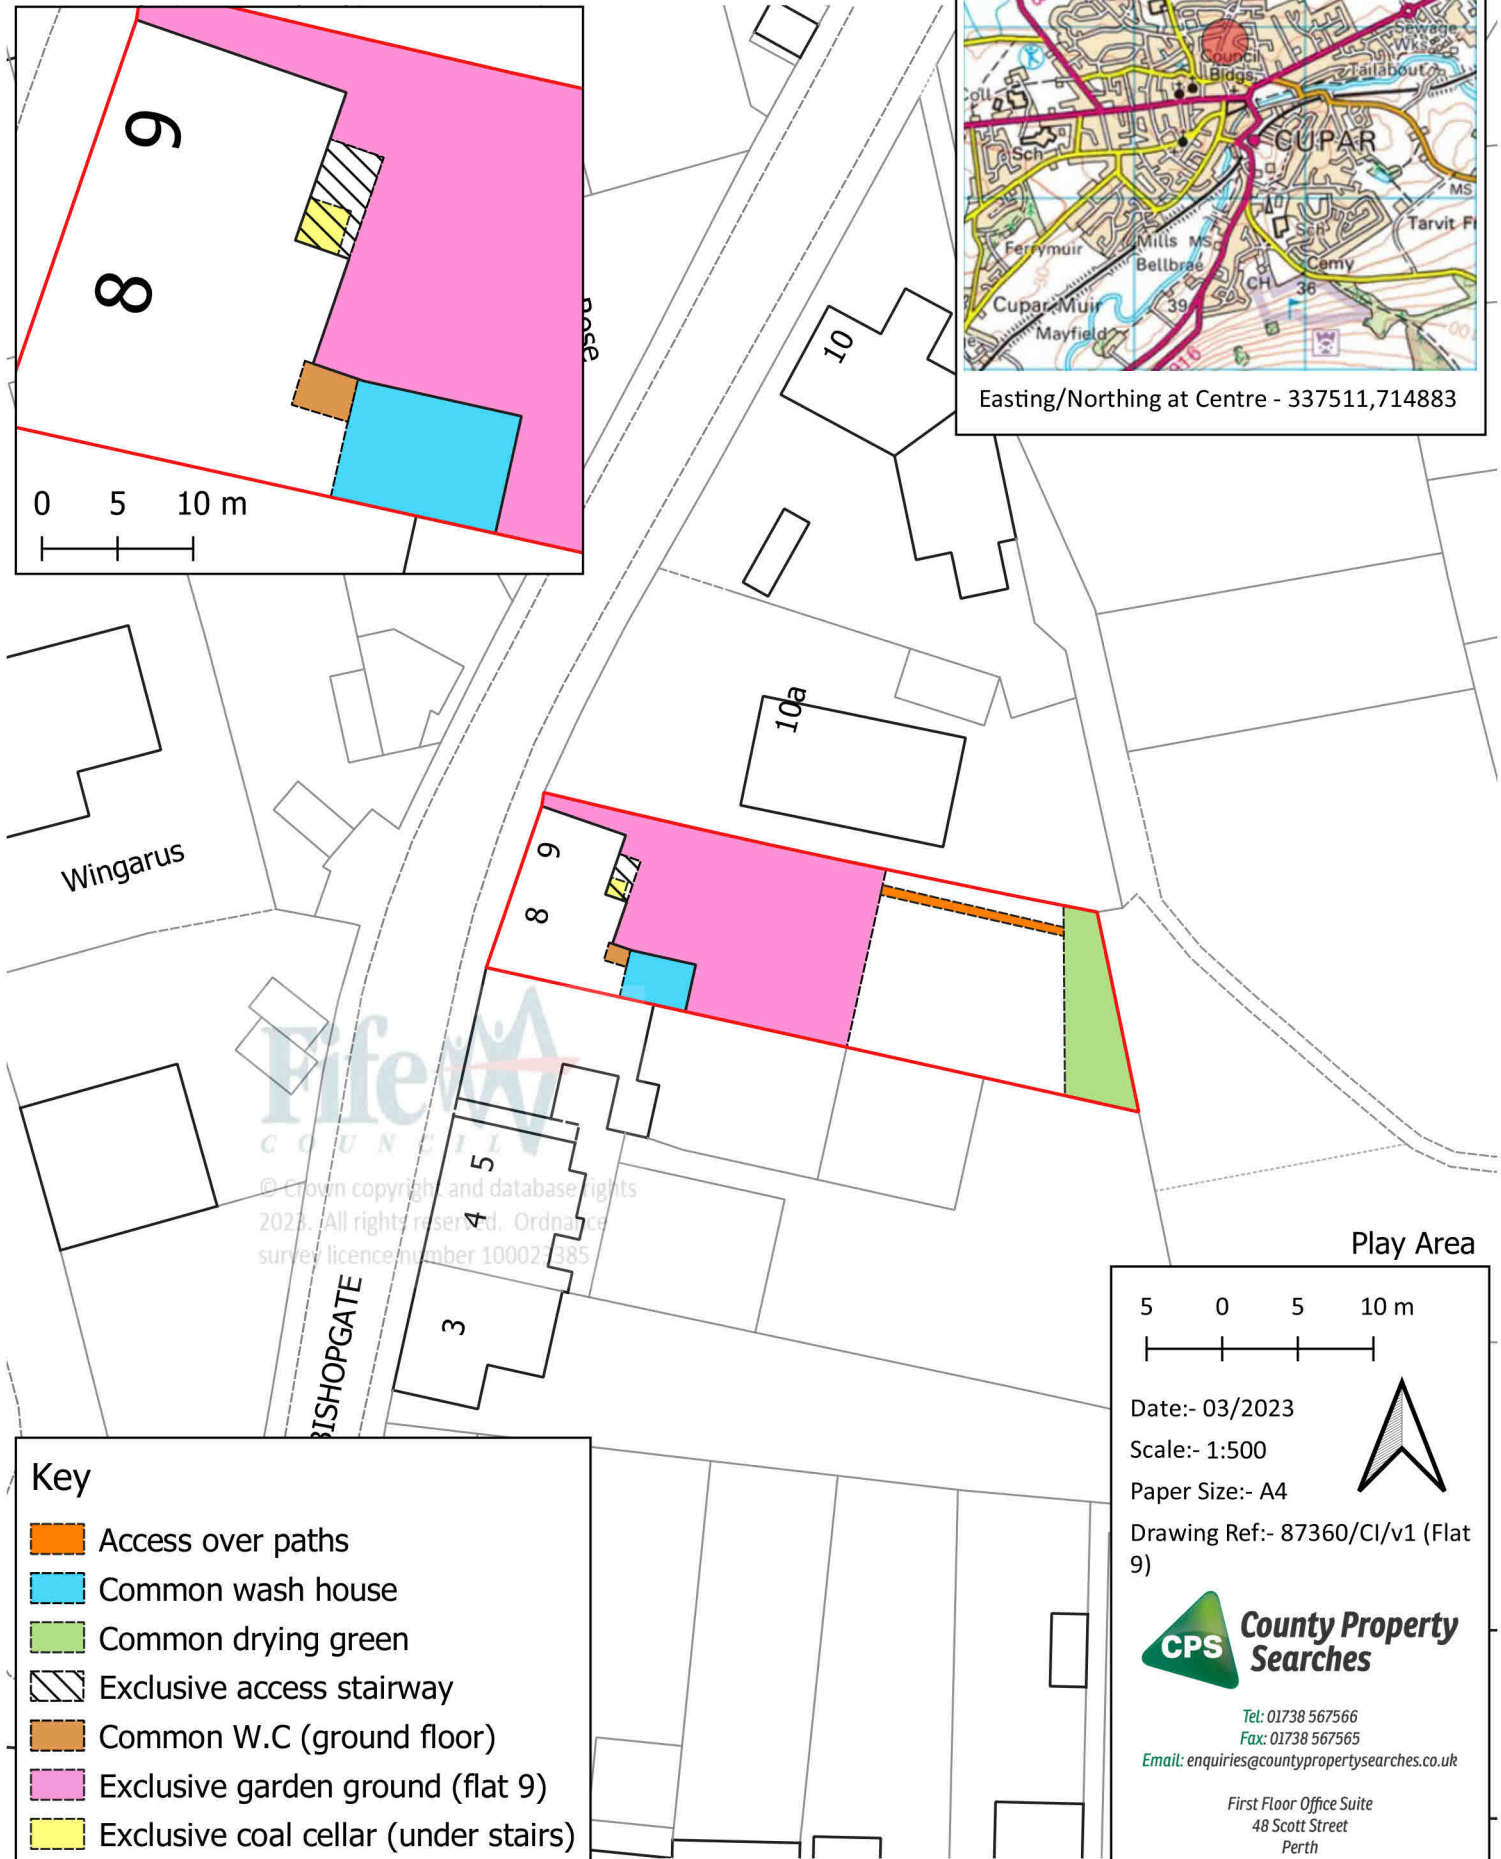 9
8
0 5 10 m
Council
Bldgs
Sewage
Wks
Tailabout
Sch
CUPAR
MS
Ferrymuir
Mills MS
Bellbrae
Sch
Tarvit
Cemy
CH 36
Cupar Muir
39
Mayfield
Easting/Northing at Centre - 337511,714883
10
10a
Wingarus
9
8
Fife
COUNCIL
© Crown copyright and database rights
2023. All rights reserved. Ordnance
survey licence number 100023385
5
4
3
BISHOPGATE
Play Area
Key
Access over paths
Common wash house
Common drying green
Exclusive access stairway
Common W.C (ground floor)
Exclusive garden ground (flat 9)
Exclusive coal cellar (under stairs)
5 0 5 10 m
Date:- 03/2023
Scale:- 1:500
Paper Size:- A4
Drawing Ref:- 87360/CI/v1 (Flat
9)
CPS
County Property
Searches
Tel: 01738 567566
Fax: 01738 567565
Email: enquiries@countypropertysearches.co.uk
First Floor Office Suite
48 Scott Street
Perth